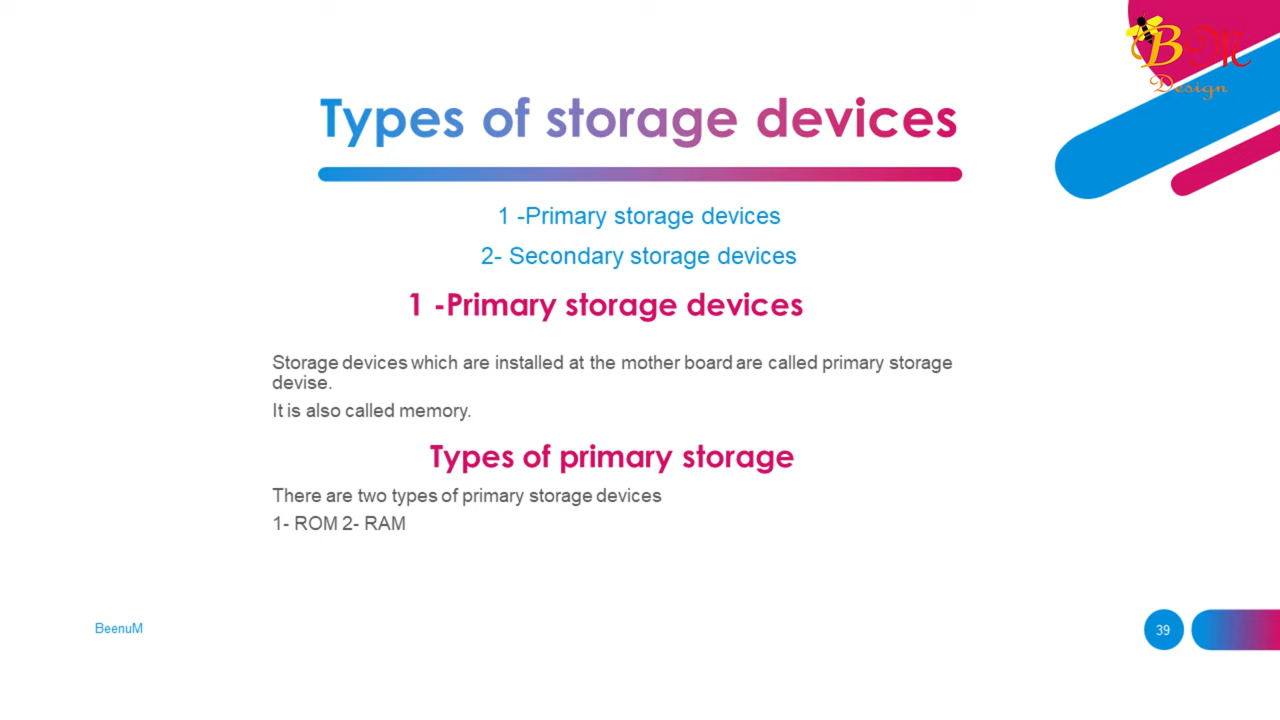 B M
Design
Types of storage devices
1 -Primary storage devices
2- Secondary storage devices
1 -Primary storage devices
Storage devices which are installed at the mother board are called primary storage
devise.
It is also called memory.
Types of primary storage
There are two types of primary storage devices
1- ROM 2- RAM
BeenuM
39